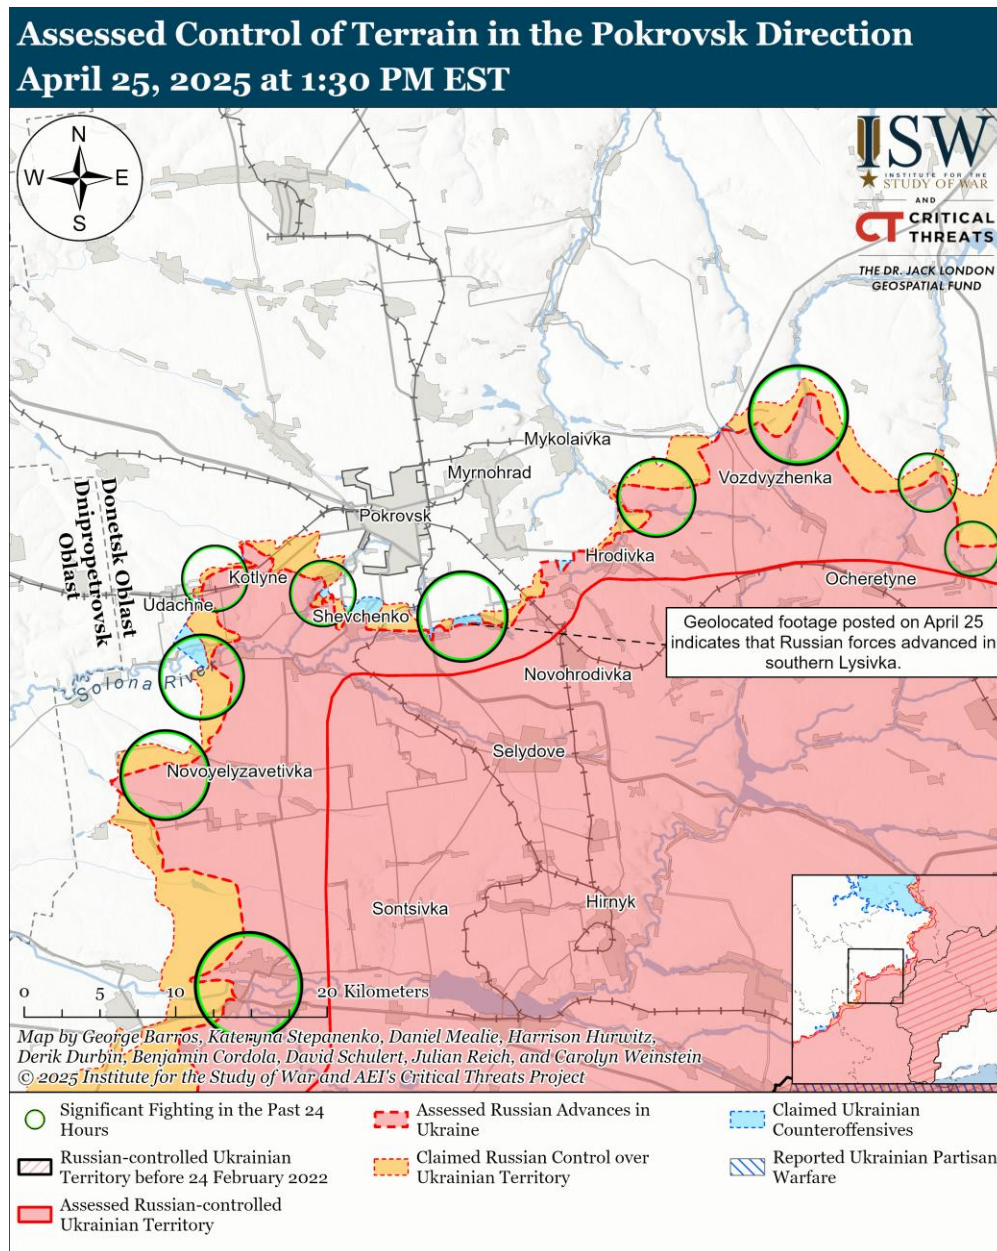 Assessed Control of Terrain in the Pokrovsk Direction
April 25, 2025 at 1:30 PM EST
N
W E
S
ISW
INSTITUTE FOR THE
STUDY OF WAR
AND
CT CRITICAL
THREATS
THE DR. JACK LONDON
GEOSPATIAL FUND
Mykolaivka
Myrnohrad
Vozdvyzhenka
Pokrovsk
Donetsk Oblast
Dnipropetrovsk
Oblast
Hrodivka
Kotlyne
Ocheretyne
Udachne
Shevchenko
Geolocated footage posted on April 25
indicates that Russian forces advanced in
southern Lysivka.
Solona River
Novohrodivka
Selydove
Novoyelyzavetivka
Sontsivka
Hirnyk
0 5 10 20 Kilometers
Map by George Barros, Kateryna Stepanenko, Daniel Mealie, Harrison Hurwitz,
Derik Durbin, Benjamin Cordola, David Schulert, Julian Reich, and Carolyn Weinstein
© 2025 Institute for the Study of War and AEI's Critical Threats Project
Significant Fighting in the Past 24
Hours
Russian-controlled Ukrainian
Territory before 24 February 2022
Assessed Russian-controlled
Ukrainian Territory
Assessed Russian Advances in
Ukraine
Claimed Russian Control over
Ukrainian Territory
Claimed Ukrainian
Counteroffensives
Reported Ukrainian Partisan
Warfare